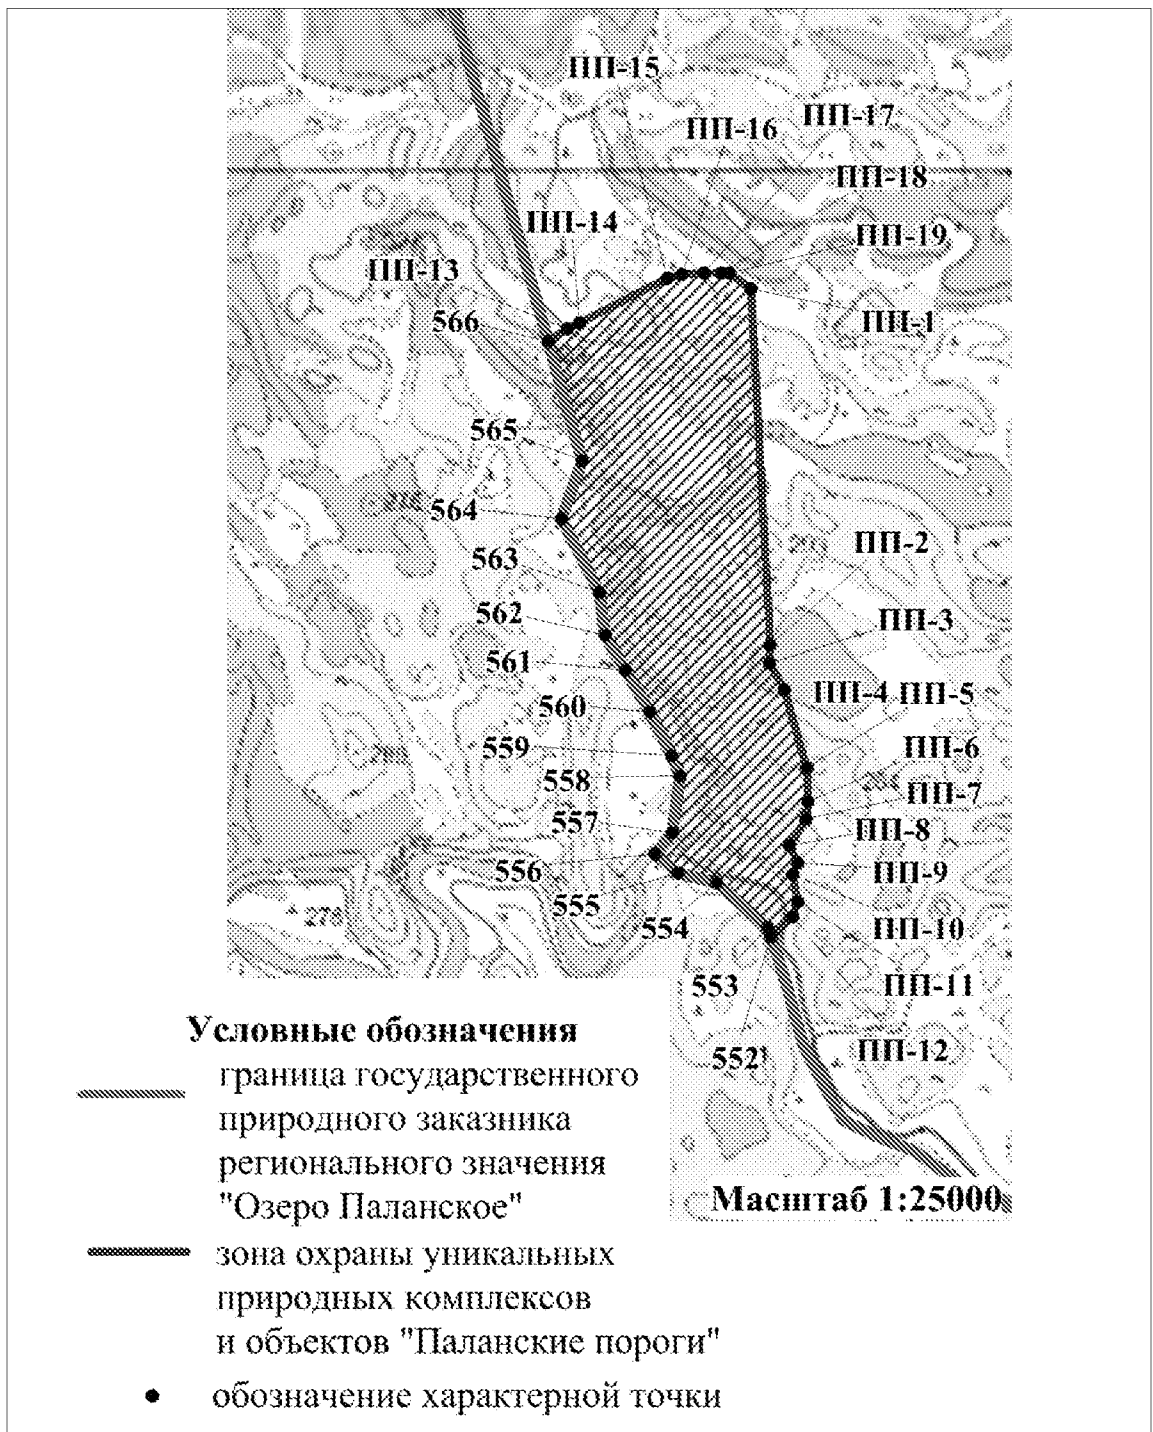 ПП-15
ПП-17
ПП-16
ПП-18
ПП-14
ПП-19
ПП-13
566
ПП-1
565
564
ПП-2
563
562
ПП-3
561
ПП-4
ПП-5
560
559
ПП-6
558
ПП-7
557
ПП-8
556
ПП-9
555
554
278
ПП-10
553
ПП-11
552
ПП-12
Условные обозначения
граница государственного
природного заказника
регионального значения
"Озеро Паланское"
Масштаб 1:25000
зона охраны уникальных
природных комплексов
и объектов "Паланские пороги"
обозначение характерной точки